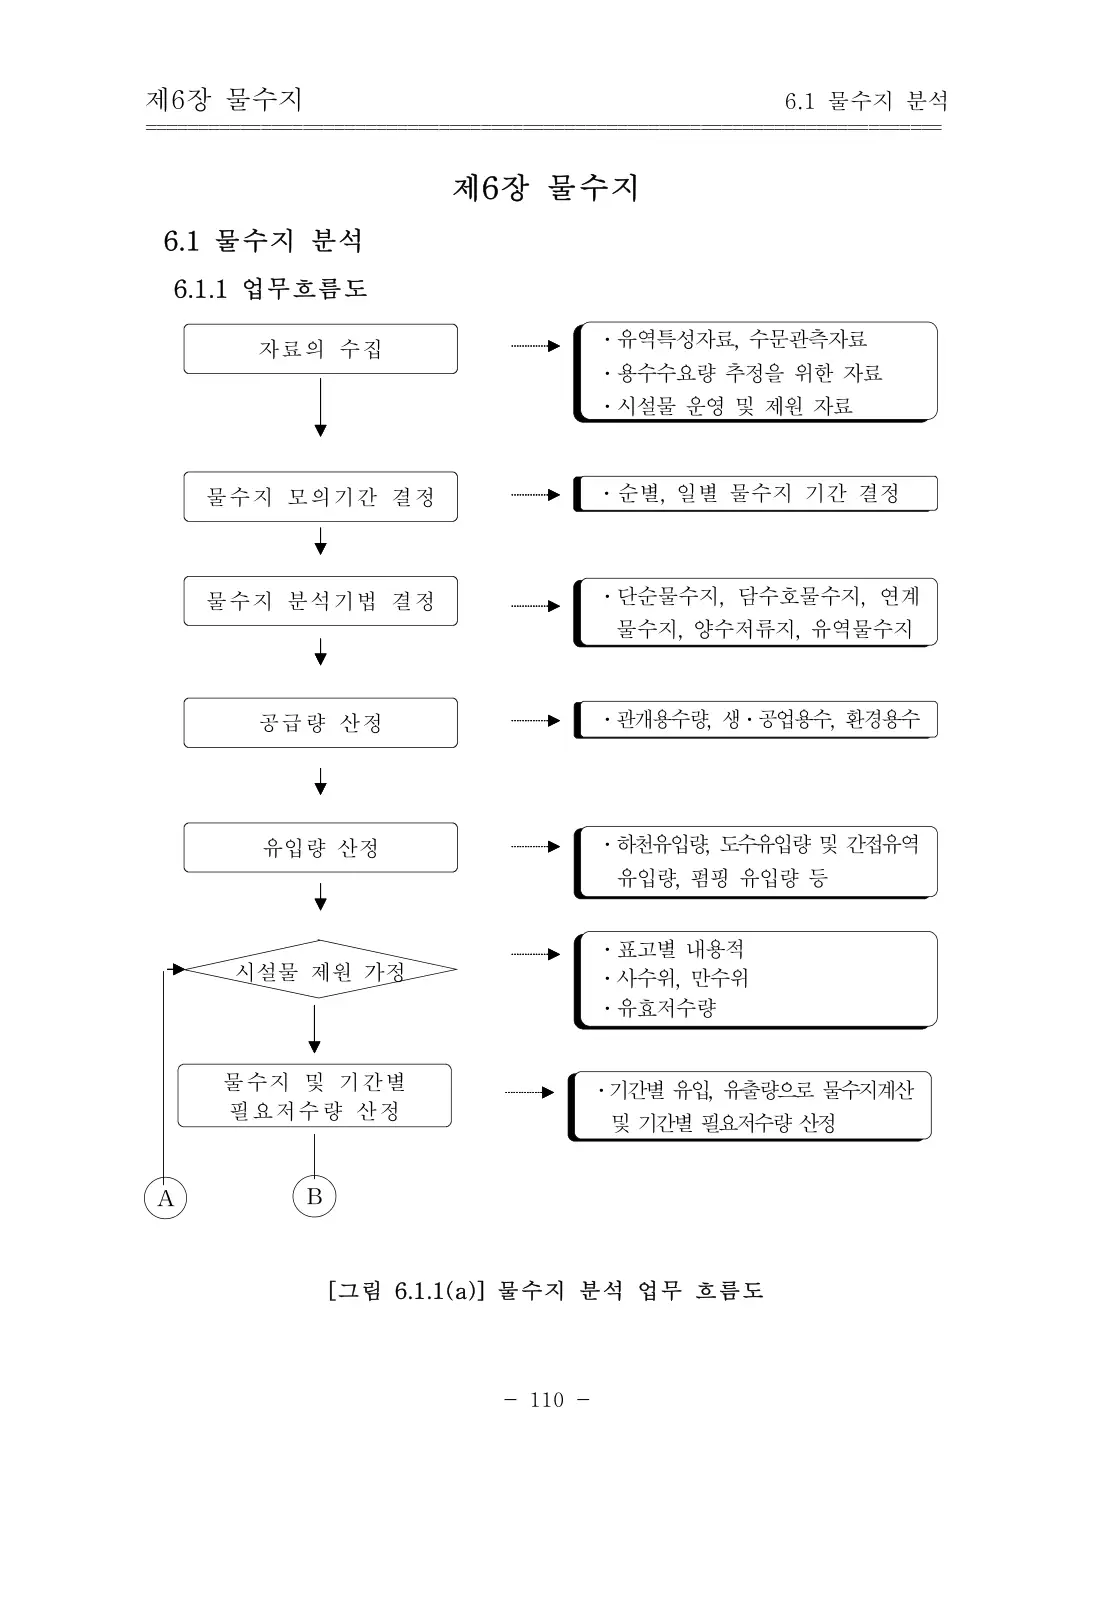 제6장 물수지
6.1 물수지 분석
제6장 물수지
6.1 물수지 분석
6.1.1 업무흐름도
자료의 수집
·유역특성자료, 수문관측자료
·용수수요량 추정을 위한 자료
·시설물 운영 및 제원 자료
물수지 모의기간 결정
·순별, 일별 물수지 기간 결정
물수지 분석기법 결정
·단순물수지, 담수호물수지, 연계
물수지, 양수저류지, 유역물수지
공급량 산정
·관개용수량, 생·공업용수, 환경용수
유입량 산정
·하천유입량, 도수유입량 및 간접유역
유입량, 펌핑 유입량 등
시설물 제원 가정
·표고별 내용적
·사수위, 만수위
·유효저수량
물수지 및 기간별
필요저수량 산정
·기간별 유입, 유출량으로 물수지계산
및 기간별 필요저수량 산정
A
B
[그림 6.1.1(a)] 물수지 분석 업무 흐름도
- 110 -